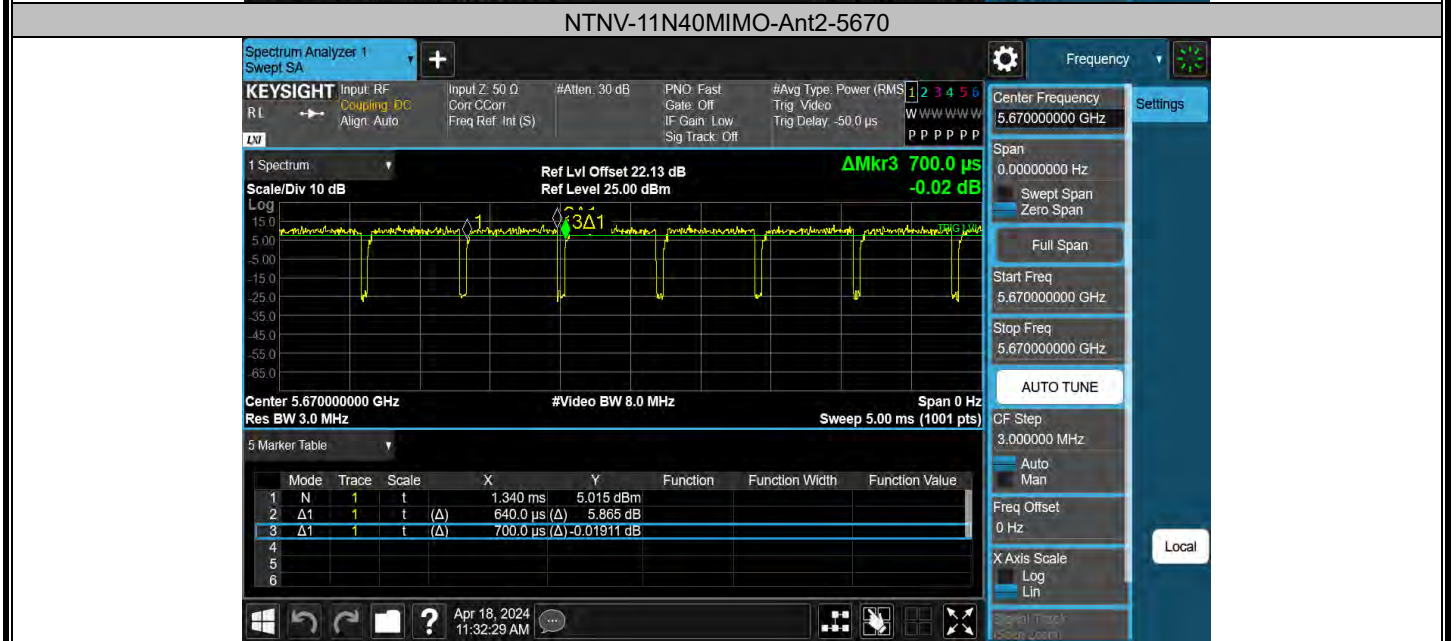 NTNV-11N40MIMO-Ant2-5670
Spectrum Analyzer 1
Swept SA
Frequency
KEYSIGHT
RL
LXI
Input: RF
Coupling: DC
Align: Auto
Input Z: 50 Ω
Corr CCorr
Freq Ref: Int (S)
#Atten: 30 dB
PNO: Fast
Gate: Off
IF Gain: Low
Sig Track: Off
#Avg Type: Power (RMS
Trig: Video
Trig Delay: -50.0 µs
1 2 3 4 5 6
W W W W W W
P P P P P P
1 Spectrum
Scale/Div 10 dB
Ref Lvl Offset 22.13 dB
Ref Level 25.00 dBm
ΔMkr3 700.0 µs
-0.02 dB
Log
15.0
5.00
-5.00
-15.0
-25.0
-35.0
-45.0
-55.0
-65.0
1
3Δ1
Center 5.670000000 GHz
#Video BW 8.0 MHz
Span 0 Hz
Res BW 3.0 MHz
Sweep 5.00 ms (1001 pts)
5 Marker Table
Mode Trace Scale X Y Function Function Width Function Value
1 N 1 t 1.340 ms 5.015 dBm
2 Δ1 1 t (Δ) 640.0 µs (Δ) 5.865 dB
3 Δ1 1 t (Δ) 700.0 µs (Δ) -0.01911 dB
4
5
6
Apr 18, 2024
11:32:29 AM
Center Frequency
5.670000000 GHz
Settings
Span
0.00000000 Hz
Swept Span
Zero Span
Full Span
Start Freq
5.670000000 GHz
Stop Freq
5.670000000 GHz
AUTO TUNE
CF Step
3.000000 MHz
Auto
Man
Freq Offset
0 Hz
X Axis Scale
Log
Lin
Local
Signal Track
(Span Zoom)